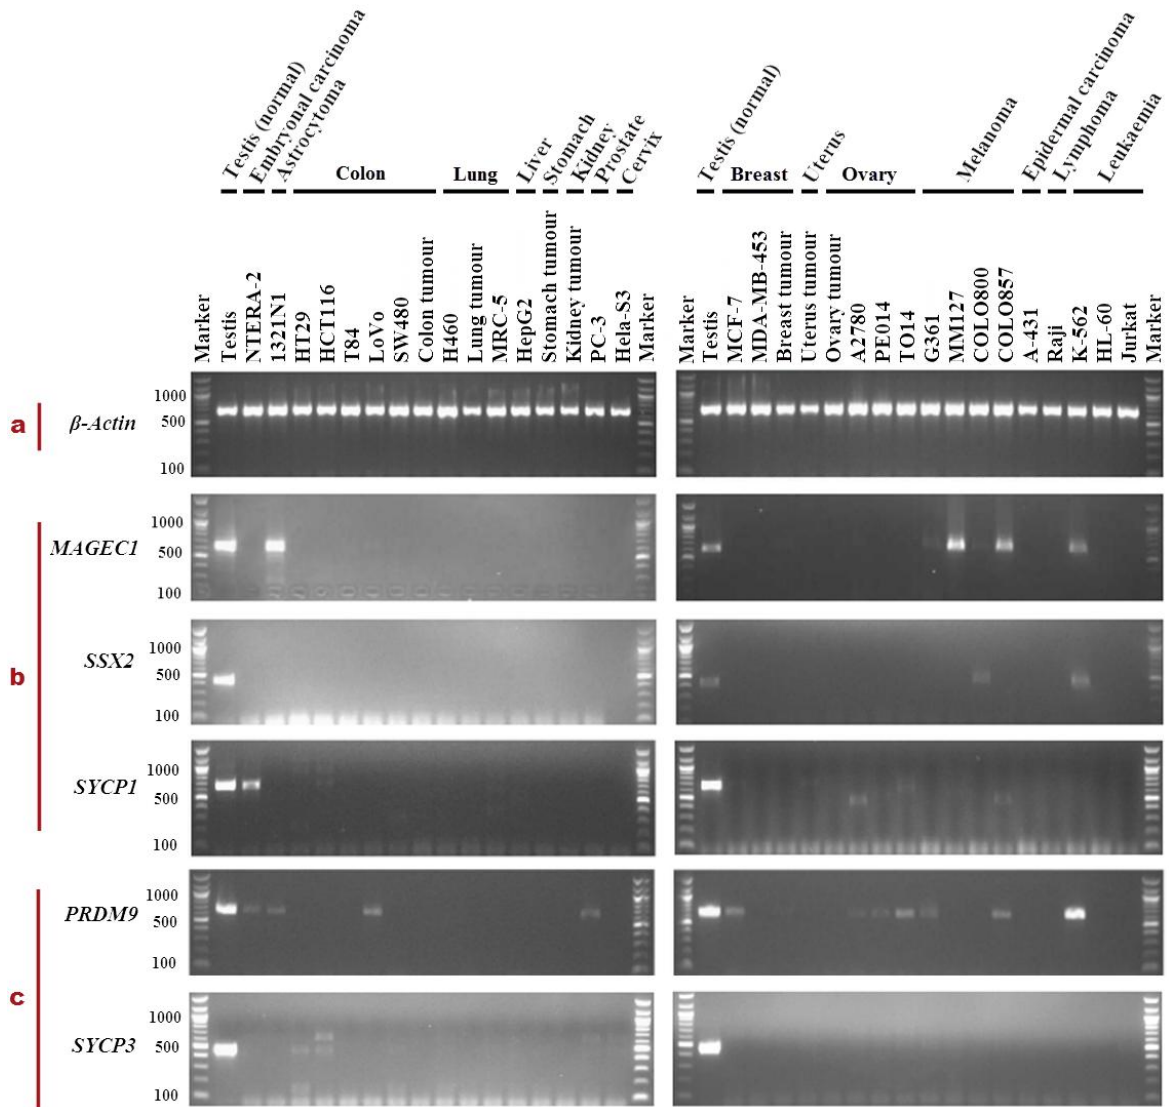 Testis (normal)
Embryonal carcinoma
Astrocytoma
Colon
Lung
Liver
Stomach
Kidney
Prostate
Cervix
Testis (normal)
Breast
Uterus
Ovary
Melanoma
Epidermal carcinoma
Lymphoma
Leukaemia
Marker
Testis
NTERA-2
1321N1
HT29
HCT116
T84
LoVo
SW480
Colon tumour
H460
Lung tumour
MRC-5
HepG2
Stomach tumour
Kidney tumour
PC-3
Hela-S3
Marker
Marker
Testis
MCF-7
MDA-MB-453
Breast tumour
Uterus tumour
Ovary tumour
A2780
PE014
TO14
G361
MM127
COLO800
COLO857
A-431
Raji
K-562
HL-60
Jurkat
Marker
a
β-Actin
1000
500
100
b
MAGEC1
1000
500
100
SSX2
1000
500
100
SYCP1
1000
500
100
c
PRDM9
1000
500
100
SYCP3
1000
500
100